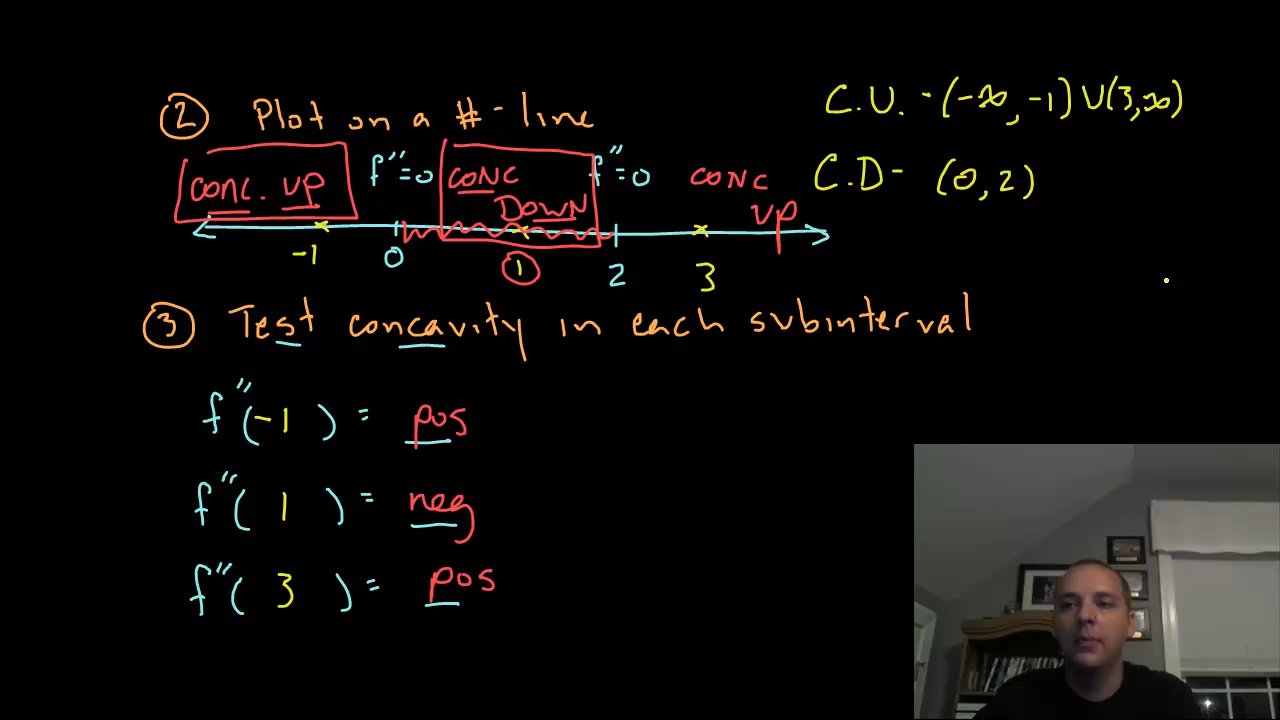 ② Plot on a #-line
C.U. - (-∞, -1) U (3, ∞)
C.D - (0, 2)
conc. up f''=0 conc down f''=0 conc up
-1 0 1 2 3
③ Test concavity in each subinterval
f''(-1) = pos
f''(1) = neg
f''(3) = pos